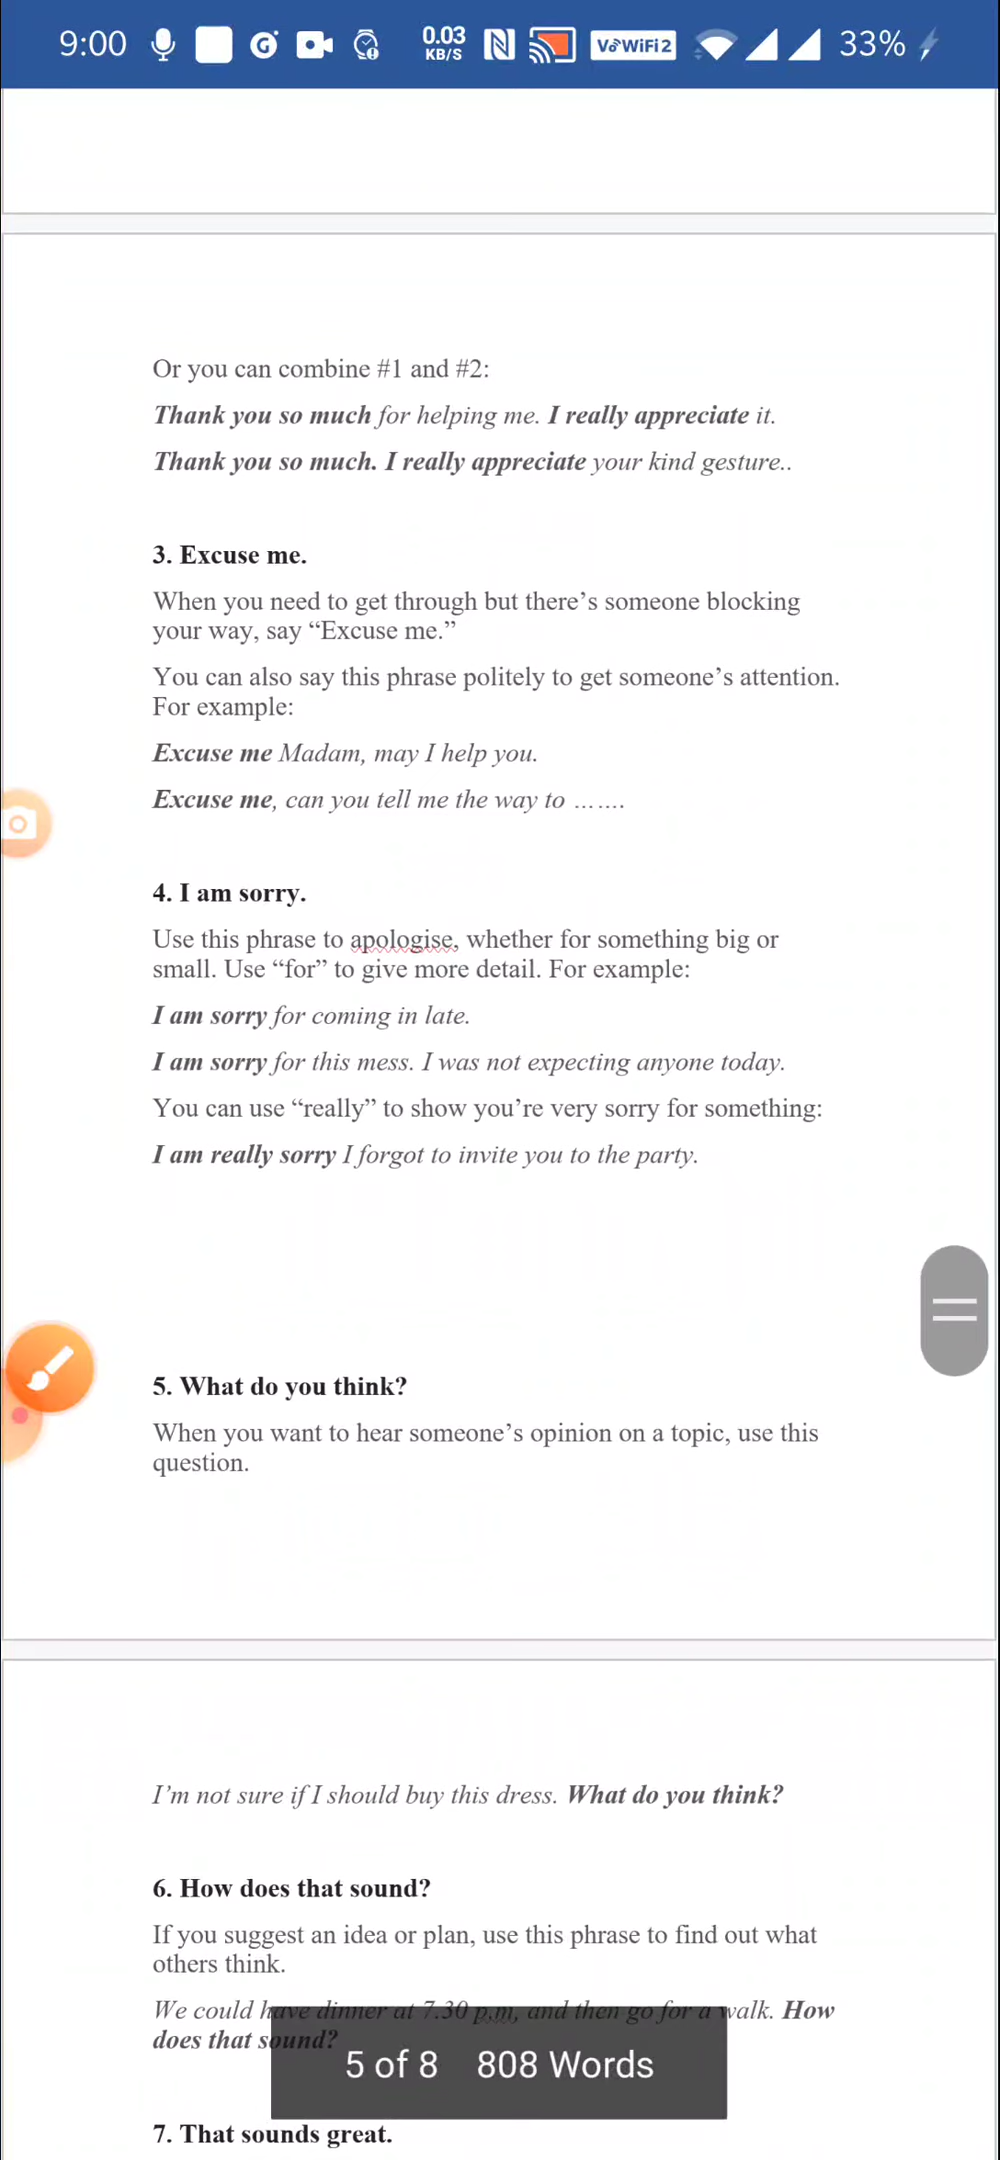 9:00
0.03
KB/S
VoWiFi2
33%
Or you can combine #1 and #2:
Thank you so much for helping me. I really appreciate it.
Thank you so much. I really appreciate your kind gesture..
3. Excuse me.
When you need to get through but there’s someone blocking
your way, say “Excuse me.”
You can also say this phrase politely to get someone’s attention.
For example:
Excuse me Madam, may I help you.
Excuse me, can you tell me the way to …….
4. I am sorry.
Use this phrase to apologise, whether for something big or
small. Use “for” to give more detail. For example:
I am sorry for coming in late.
I am sorry for this mess. I was not expecting anyone today.
You can use “really” to show you’re very sorry for something:
I am really sorry I forgot to invite you to the party.
5. What do you think?
When you want to hear someone’s opinion on a topic, use this
question.
I’m not sure if I should buy this dress. What do you think?
6. How does that sound?
If you suggest an idea or plan, use this phrase to find out what
others think.
We could have dinner at 7.30 p.m, and then go for a walk. How
does that sound?
5 of 8 808 Words
7. That sounds great.